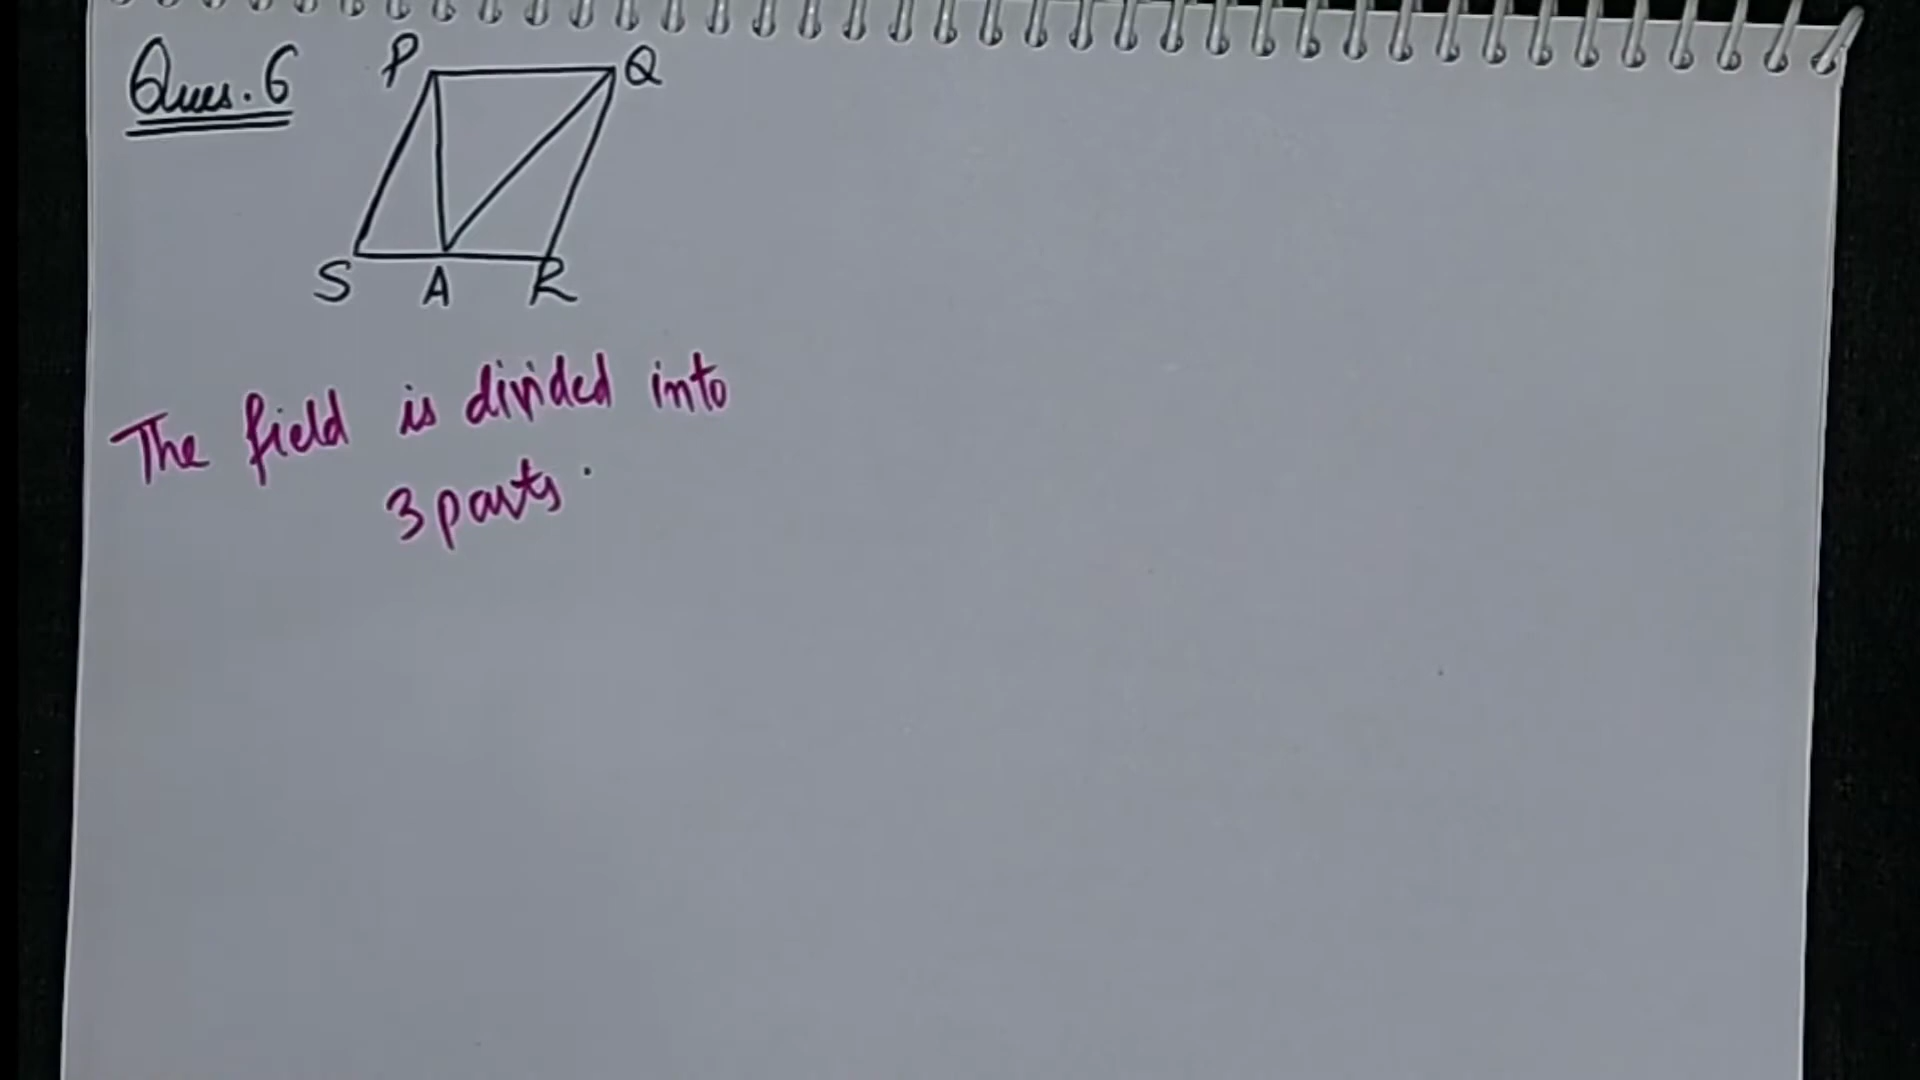 Ques. 6
P Q
S A R
The field is divided into
3 parts.